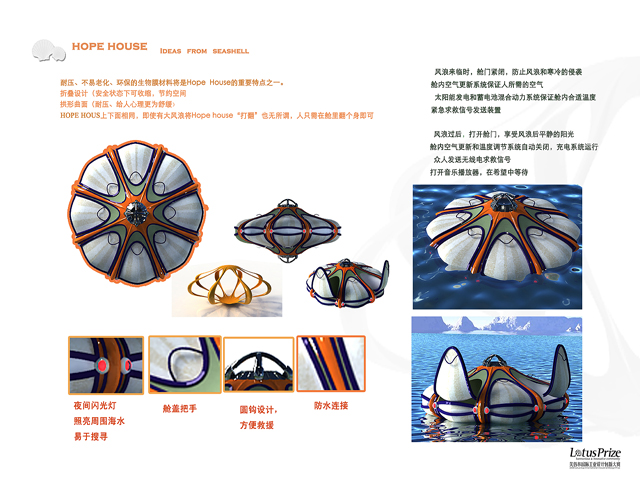 HOPE HOUSE IDEAS FROM SEASHELL
耐压、不易老化、环保的生物膜材料将是Hope House的重要特点之一。
折叠设计（安全状态下可收缩，节约空间
拱形曲面（耐压、给人心理更为舒缓）
HOPE HOUS上下面相同，即使有大风浪将Hope house“打翻”也无所谓，人只需在舱里翻个身即可
风浪来临时，舱门紧闭，防止风浪和寒冷的侵袭
舱内空气更新系统保证人所需的空气
太阳能发电和蓄电池混合动力系统保证舱内合适温度
紧急求救信号发送装置
风浪过后，打开舱门，享受风浪后平静的阳光
舱内空气更新和温度调节系统自动关闭，充电系统运行
众人发送无线电求救信号
打开音乐播放器，在希望中等待
夜间闪光灯
照亮周围海水
易于搜寻
舱盖把手
圆钩设计，
方便救援
防水连接
LotusPrize